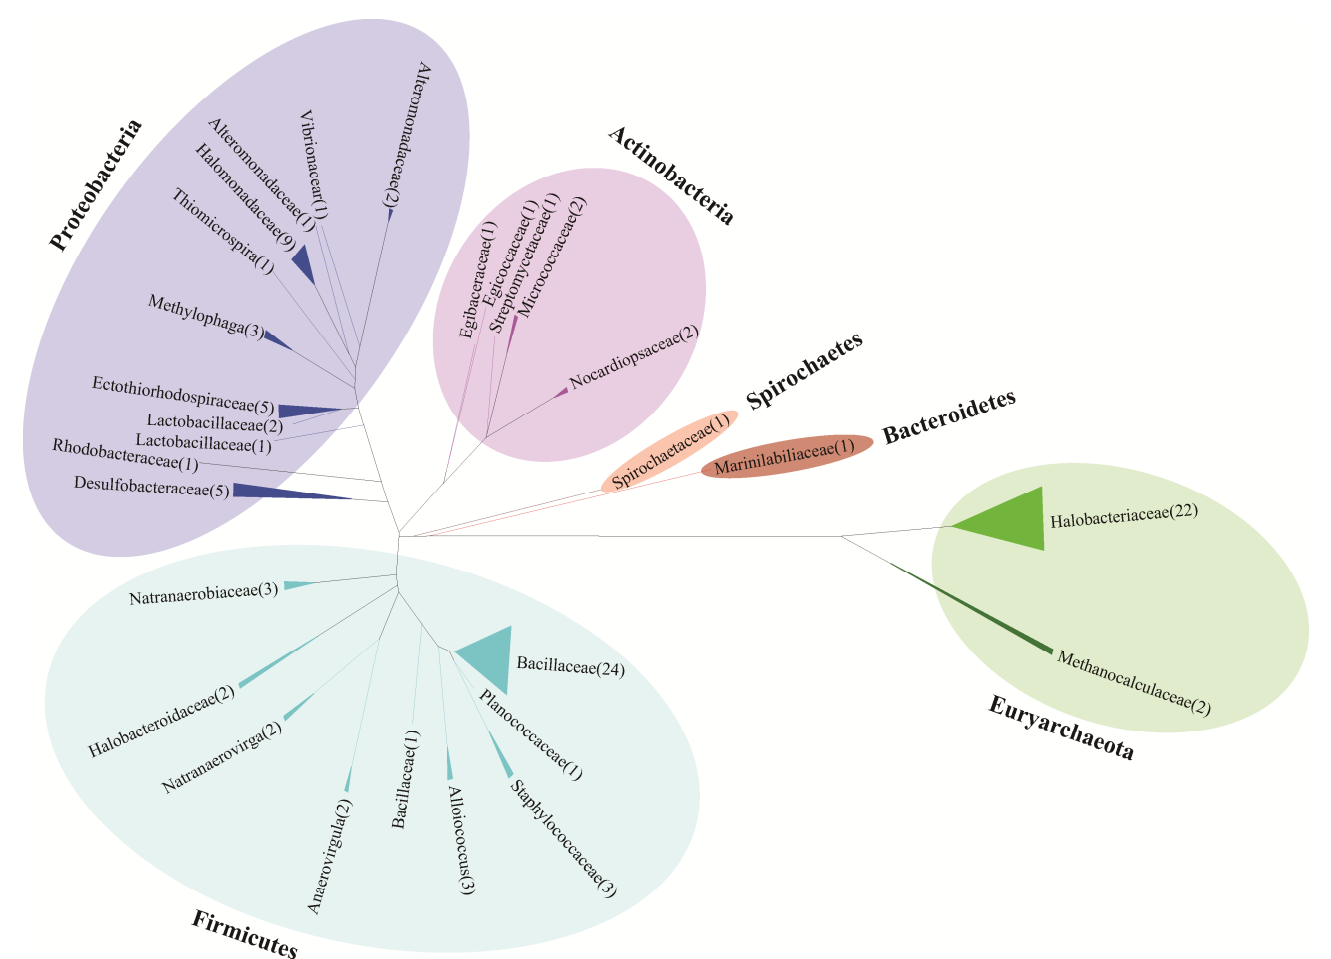 Proteobacteria
Alteromonadaceae(2)
Vibrionacear(1)
Alteromonadaceae(1)
Halomonadaceae(9)
Thiomicrospira(1)
Methylophaga(3)
Ectothiorhodospiraceae(5)
Lactobacillaceae(2)
Lactobacillaceae(1)
Rhodobacteraceae(1)
Desulfobacteraceae(5)
Actinobacteria
Egibaceraceae(1)
Egicoccaceae(1)
Streptomycetaceae(1)
Micrococcaceae(2)
Nocardiopsaceae(2)
Spirochaetes
Spirochaetaceae(1)
Bacteroidetes
Marinilabiliaceae(1)
Halobacteriaceae(22)
Methanocalculaceae(2)
Euryarchaeota
Natranaerobiaceae(3)
Halobacteroidaceae(2)
Natranaerovirga(2)
Anaerovirgula(2)
Bacillaceae(1)
Alloiococcus(3)
Staphylococcaceae(3)
Planococcaceae(1)
Bacillaceae(24)
Firmicutes